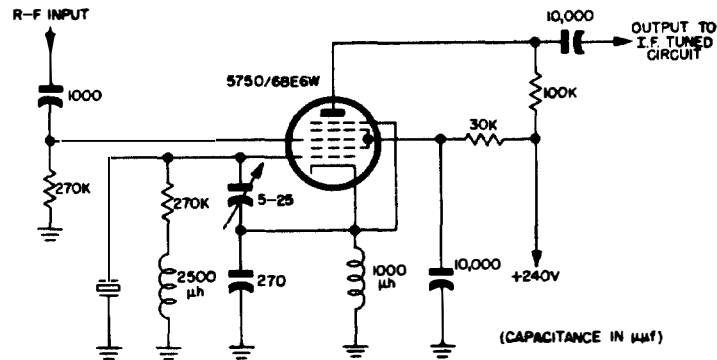 R-F INPUT
10,000
OUTPUT TO
I.F. TUNED
CIRCUIT
1000
5750/6BE6W
100K
30K
270K
270K
5-25
2500
μh
270
1000
μh
10,000
+240V
(CAPACITANCE IN μμf)